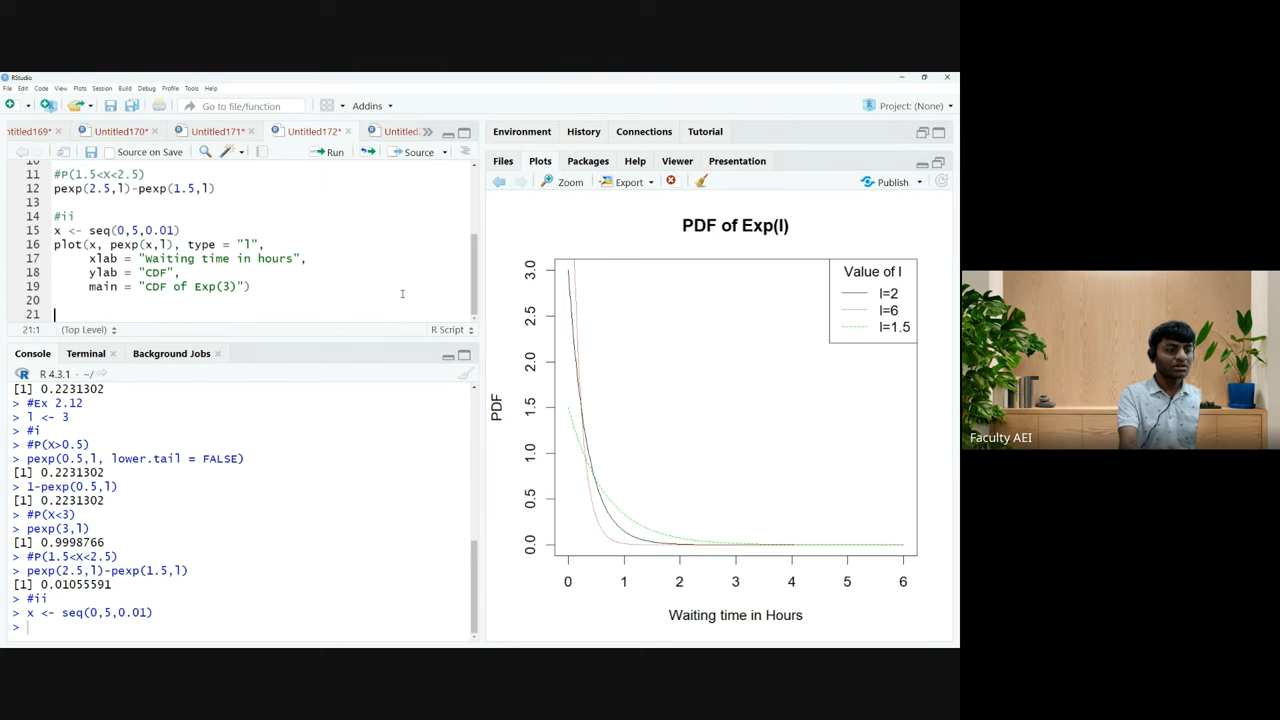 RStudio
File Edit Code View Plots Session Build Debug Profile Tools Help
Go to file/function Addins Project: (None)
ntitled169* Untitled170* Untitled171* Untitled172* Untitled
Source on Save Run Source
10
11 #P(1.5<X<2.5)
12 pexp(2.5,l)-pexp(1.5,l)
13
14 #ii
15 x <- seq(0,5,0.01)
16 plot(x, pexp(x,l), type = "l",
17 xlab = "Waiting time in hours",
18 ylab = "CDF",
19 main = "CDF of Exp(3)")
20
21
21:1 (Top Level) R Script
Console Terminal Background Jobs
R 4.3.1 · ~/
[1] 0.2231302
> #Ex 2.12
> l <- 3
> #i
> #P(X>0.5)
> pexp(0.5,l, lower.tail = FALSE)
[1] 0.2231302
> 1-pexp(0.5,l)
[1] 0.2231302
> #P(X<3)
> pexp(3,l)
[1] 0.9998766
> #P(1.5<X<2.5)
> pexp(2.5,l)-pexp(1.5,l)
[1] 0.01055591
> #ii
> x <- seq(0,5,0.01)
>
Environment History Connections Tutorial
Files Plots Packages Help Viewer Presentation
Zoom Export Publish
PDF of Exp(l)
Value of l
l=2
l=6
l=1.5
PDF
3.0
2.5
2.0
1.5
1.0
0.5
0.0
0 1 2 3 4 5 6
Waiting time in Hours
Faculty AEI